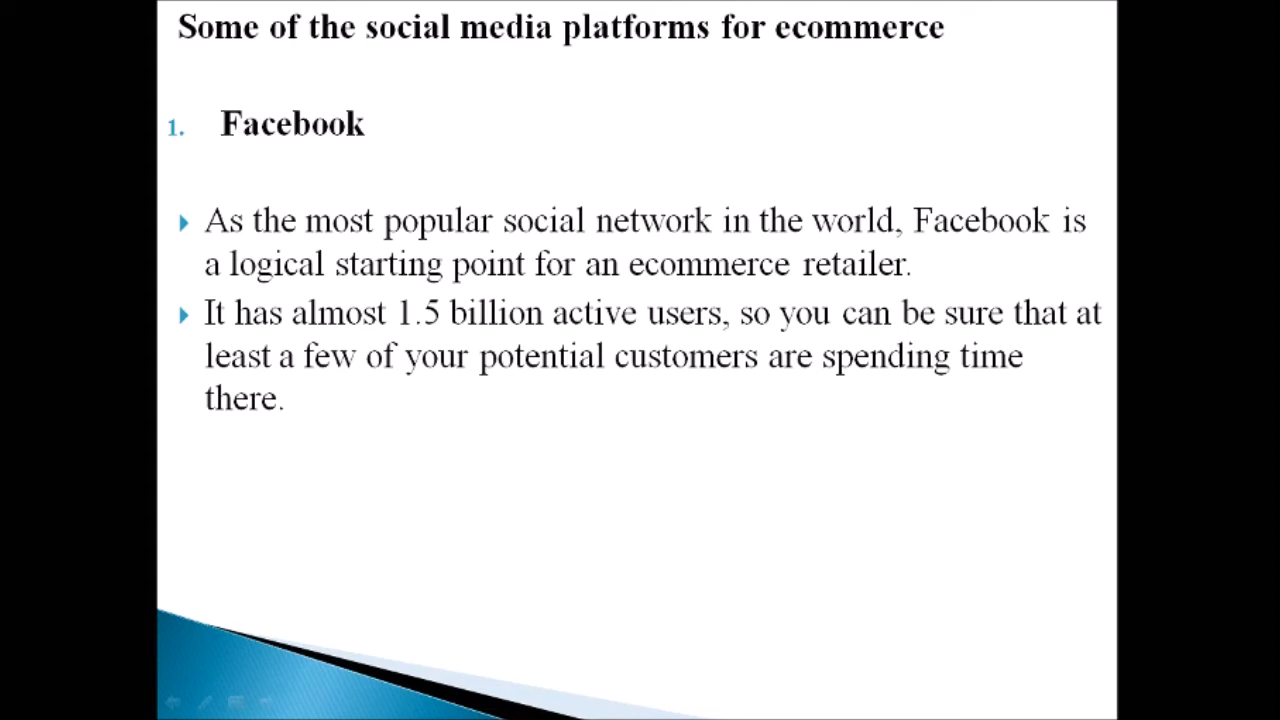 Some of the social media platforms for ecommerce
1. Facebook
As the most popular social network in the world, Facebook is
a logical starting point for an ecommerce retailer.
It has almost 1.5 billion active users, so you can be sure that at
least a few of your potential customers are spending time
there.